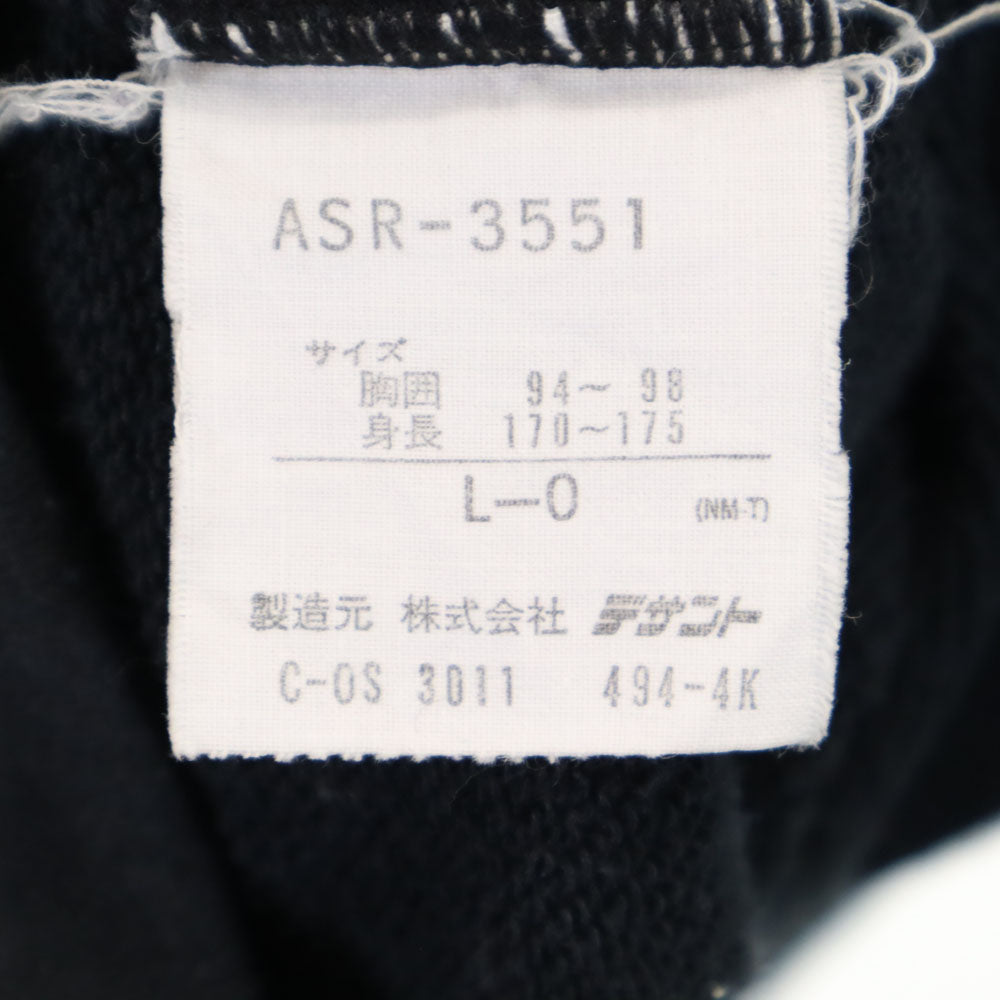 ASR-3551
サイズ
胸囲 94～98
身長 170～175
L-O (NM-T)
製造元 株式会社 デサント
C-OS 3011 494-4K